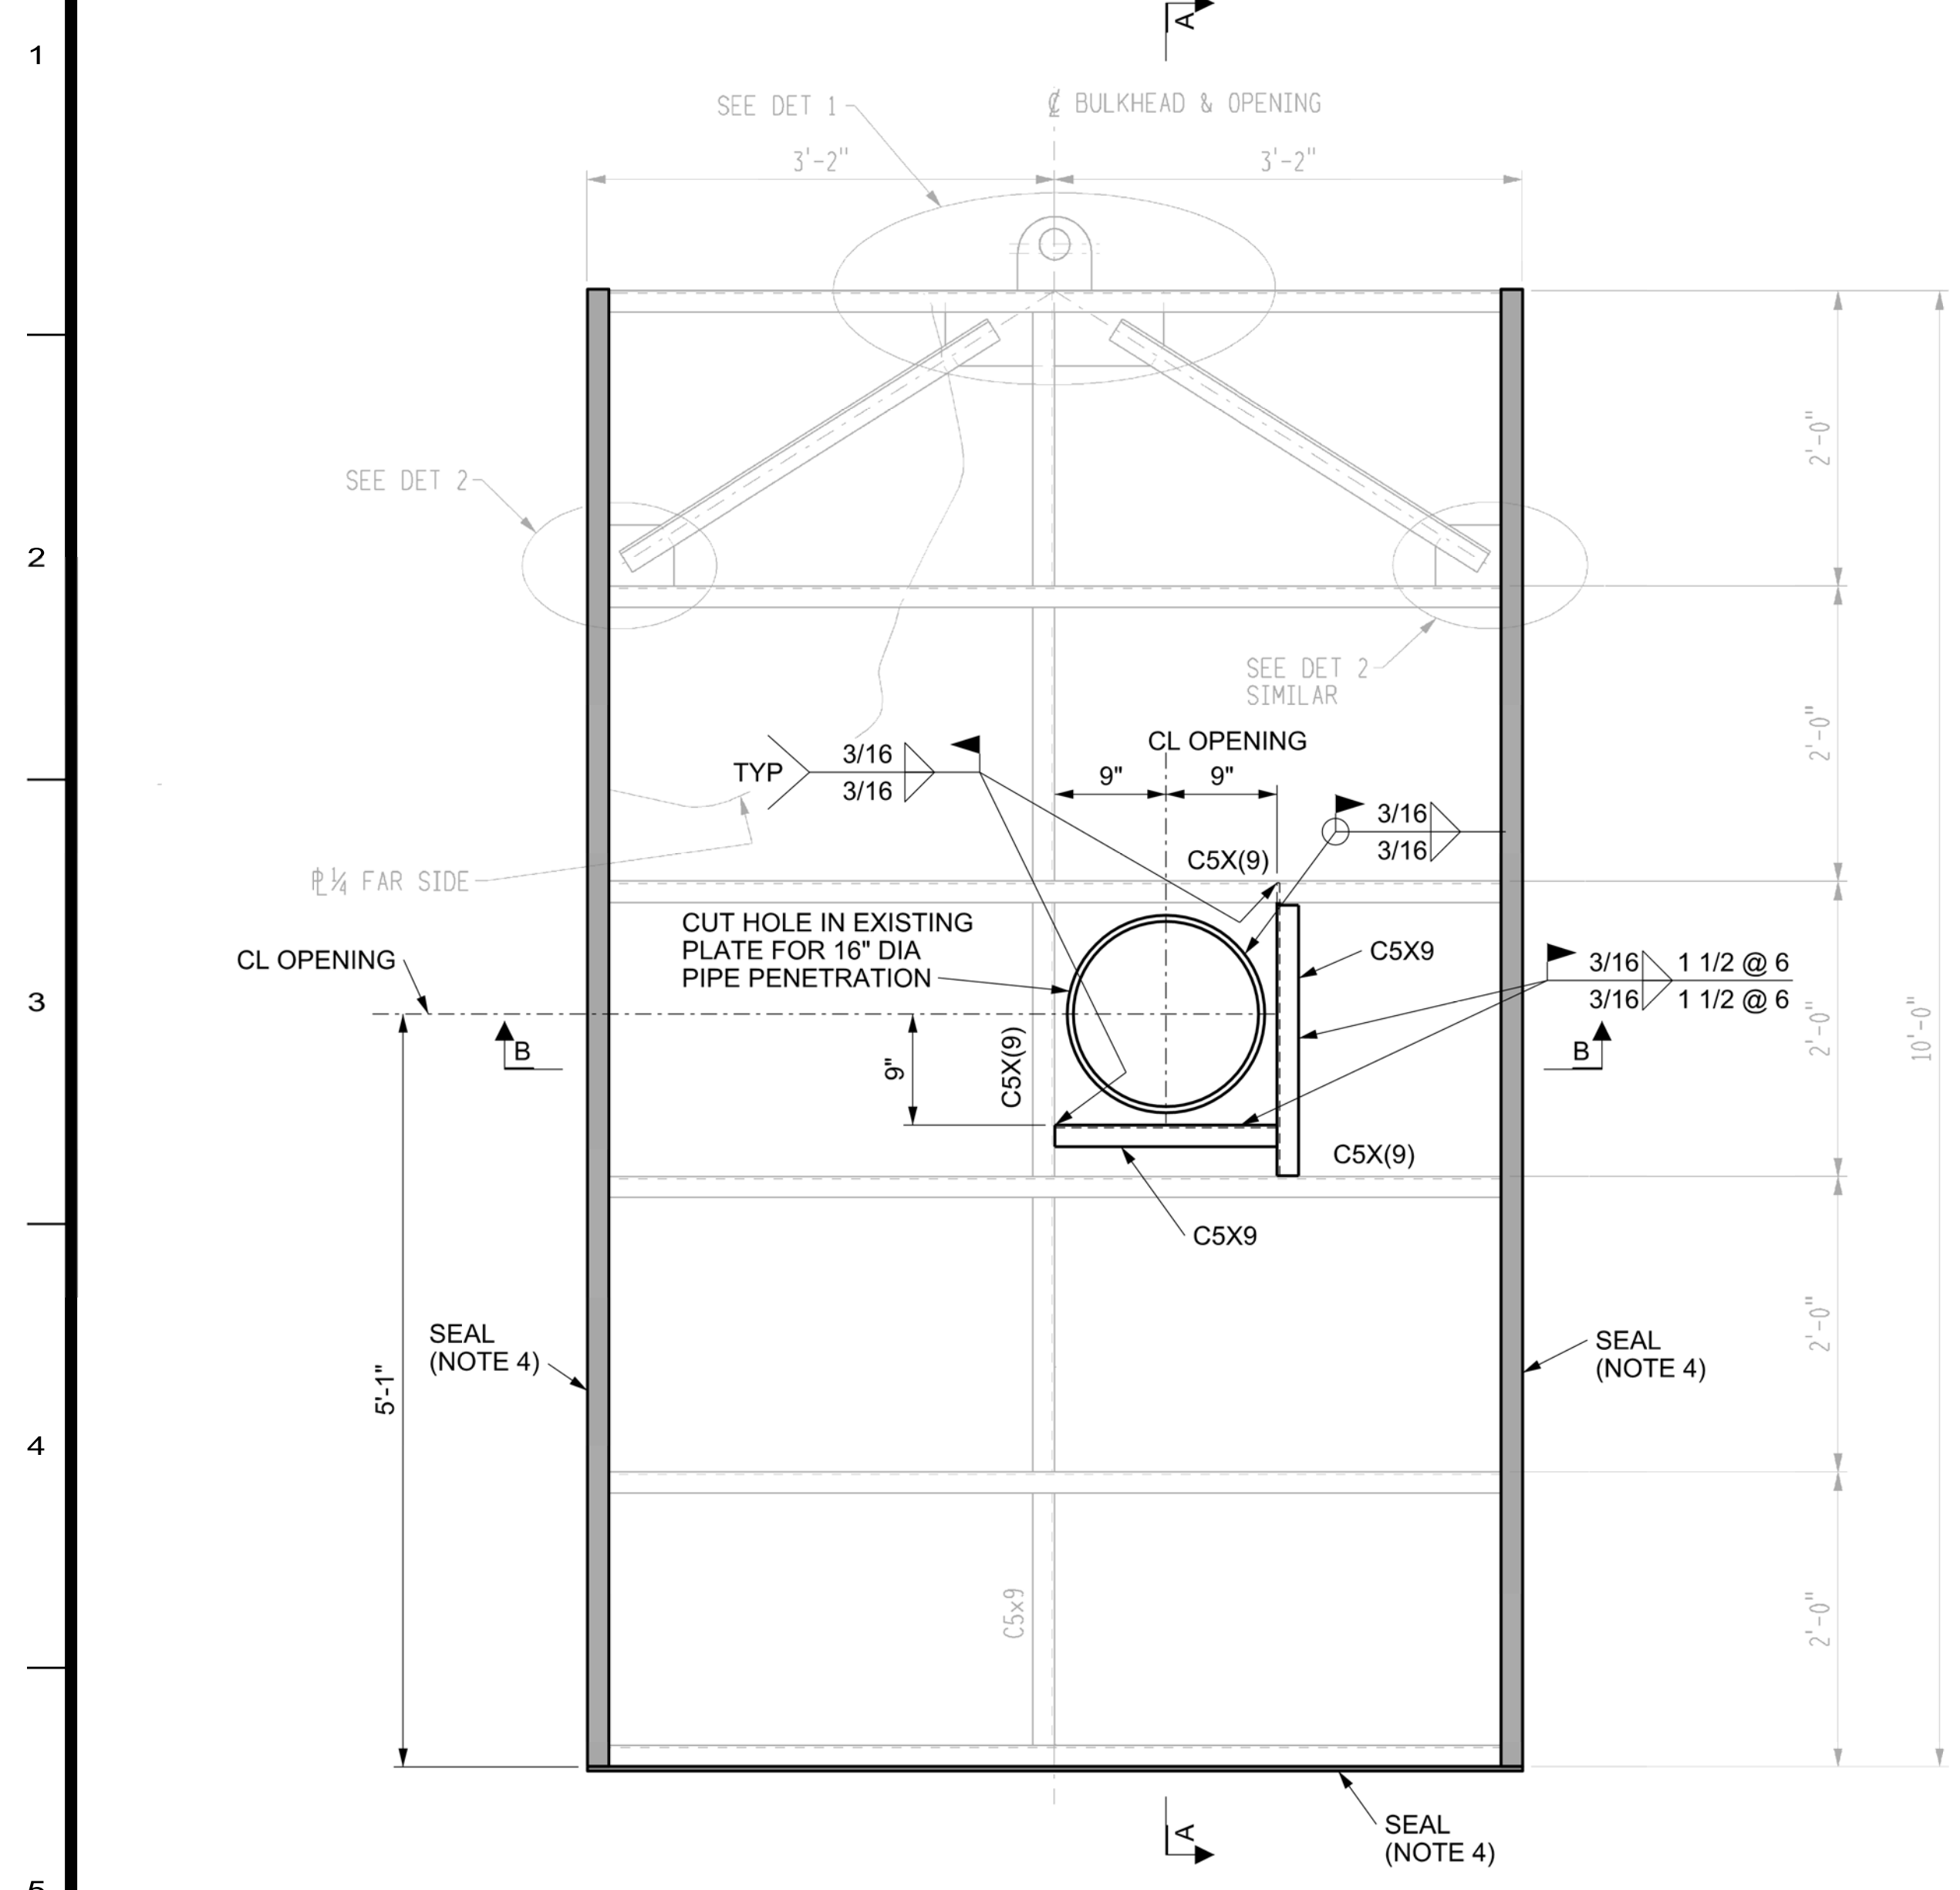 1
A
SEE DET 1
℄ BULKHEAD & OPENING
3'-2"
3'-2"
2'-0"
SEE DET 2
2
SEE DET 2
SIMILAR
2'-0"
CL OPENING
TYP
3/16
3/16
9"
9"
3/16
3/16
C5X(9)
℄ ¼ FAR SIDE
CUT HOLE IN EXISTING
PLATE FOR 16" DIA
PIPE PENETRATION
C5X9
CL OPENING
3/16
1 1/2 @ 6
3/16
1 1/2 @ 6
3
2'-0"
10'-0"
B
B
9"
C5X(9)
C5X(9)
C5X9
SEAL
(NOTE 4)
SEAL
(NOTE 4)
2'-0"
5'-1"
4
C5x9
2'-0"
SEAL
(NOTE 4)
A
5